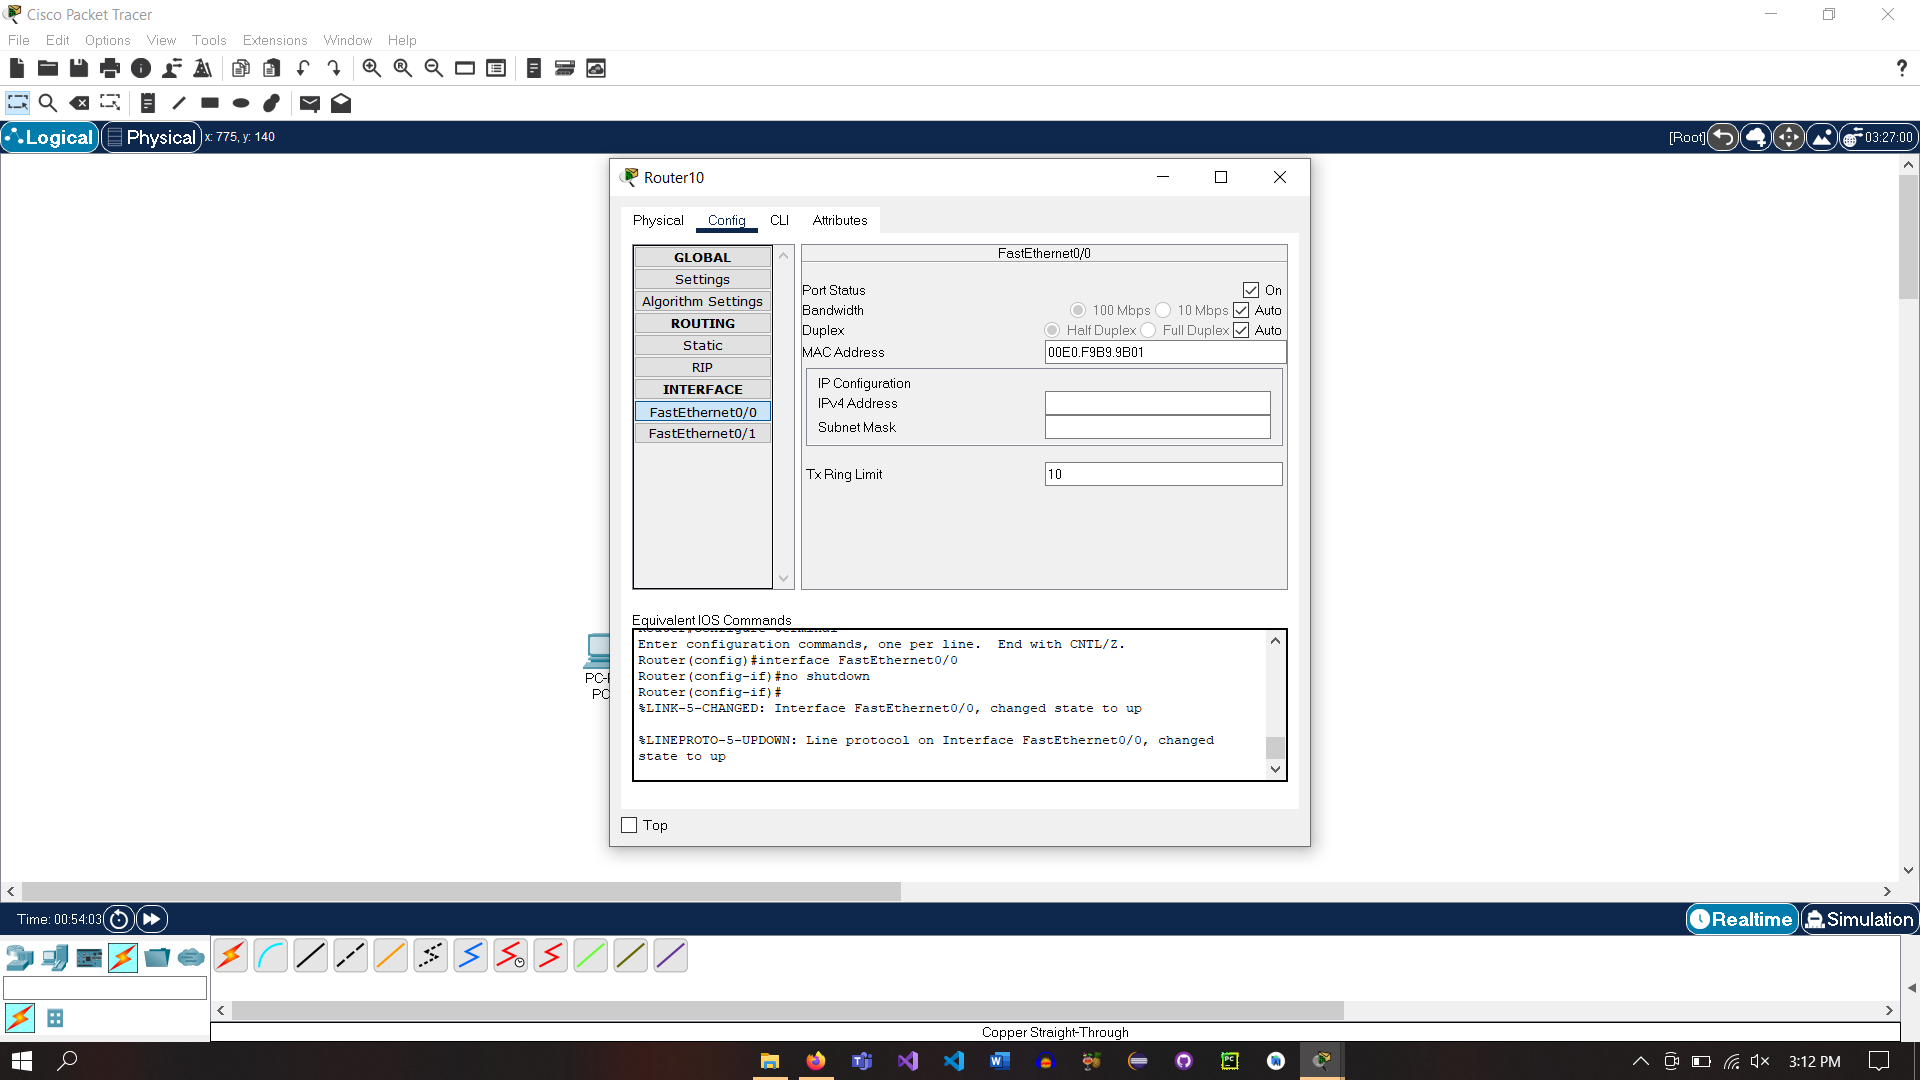 Cisco Packet Tracer
File Edit Options View Tools Extensions Window Help
?
Logical Physical x: 775, y: 140
[Root] 03:27:00
Router10
Physical Config CLI Attributes
GLOBAL
Settings
Algorithm Settings
ROUTING
Static
RIP
INTERFACE
FastEthernet0/0
FastEthernet0/1
FastEthernet0/0
Port Status On
Bandwidth 100 Mbps 10 Mbps Auto
Duplex Half Duplex Full Duplex Auto
MAC Address 00E0.F9B9.9B01
IP Configuration
IPv4 Address
Subnet Mask
Tx Ring Limit 10
Equivalent IOS Commands
Router#configure terminal
Enter configuration commands, one per line. End with CNTL/Z.
Router(config)#interface FastEthernet0/0
Router(config-if)#no shutdown
Router(config-if)#
%LINK-5-CHANGED: Interface FastEthernet0/0, changed state to up
%LINEPROTO-5-UPDOWN: Line protocol on Interface FastEthernet0/0, changed
state to up
Top
PC-
PC
Time: 00:54:03
Realtime Simulation
Copper Straight-Through
3:12 PM